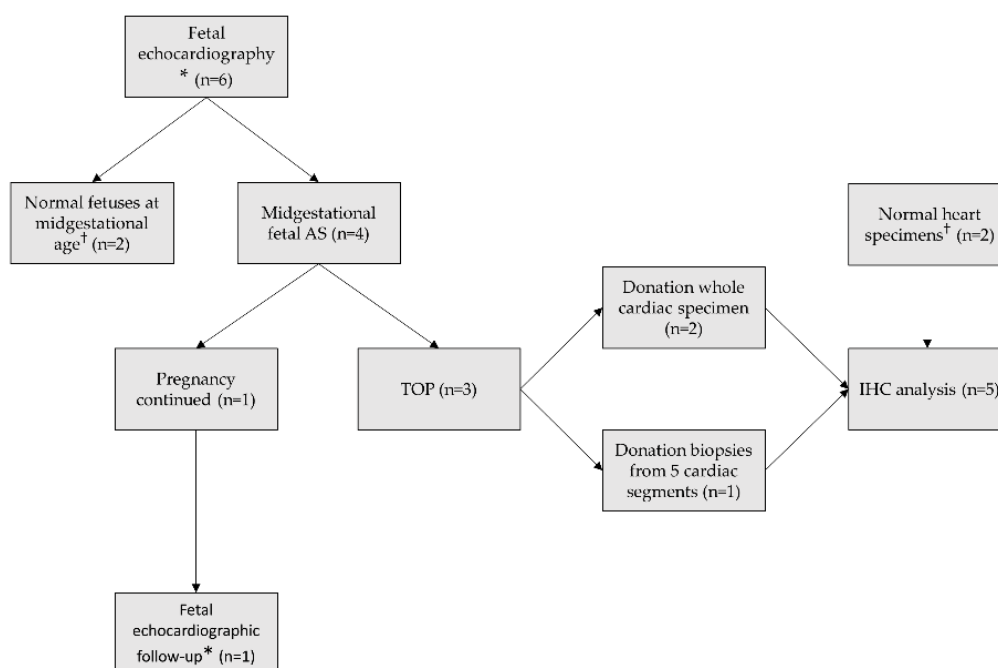 Fetal
echocardiography
* (n=6)
Normal fetuses at
midgestational
age† (n=2)
Midgestational
fetal AS (n=4)
Normal heart
specimens† (n=2)
Donation whole
cardiac specimen
(n=2)
Pregnancy
continued (n=1)
TOP (n=3)
IHC analysis (n=5)
Donation biopsies
from 5 cardiac
segments (n=1)
Fetal
echocardiographic
follow-up* (n=1)